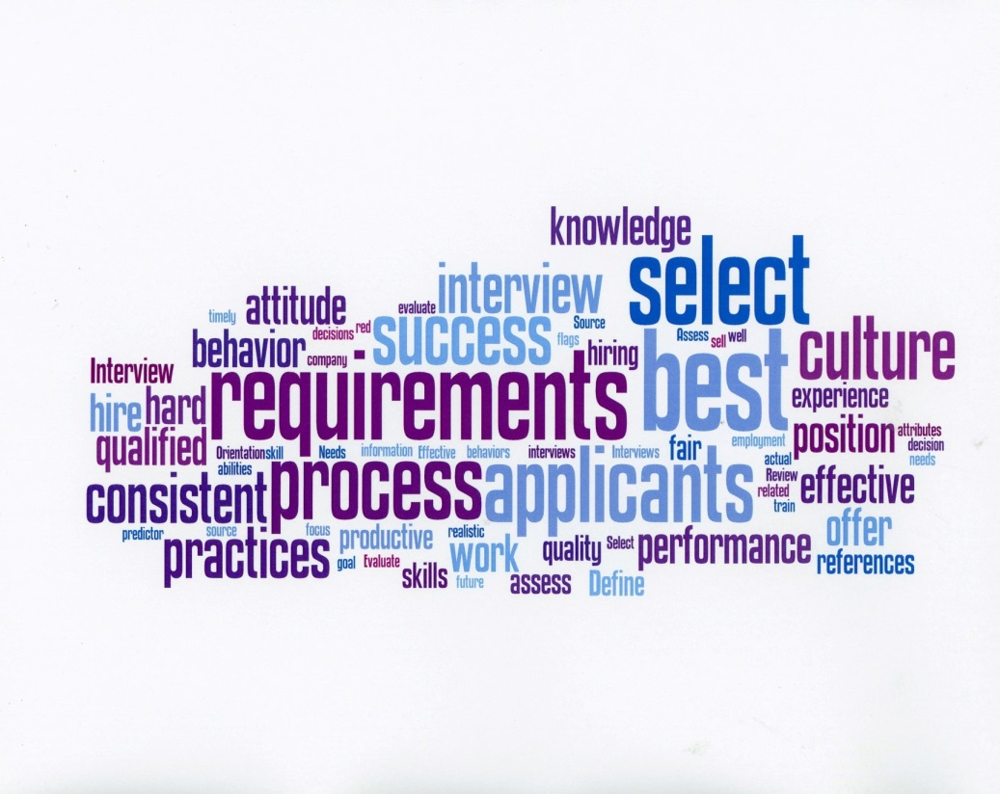 knowledge
select
interview
attitude
timely
evaluate
success
Source
decisions red
flags
Assess sell well
culture
behavior
company
hiring
best
Interview
requirements
experience
hire hard
position attributes
decision
needs
qualified
Orientation skill Needs information Effective behaviors interviews Interviews fair employment
abilities
actual
consistent process applicants
Review
related
train
effective
predictor source focus productive realistic
offer
practices goal Evaluate work quality Select performance
references
skills future assess Define